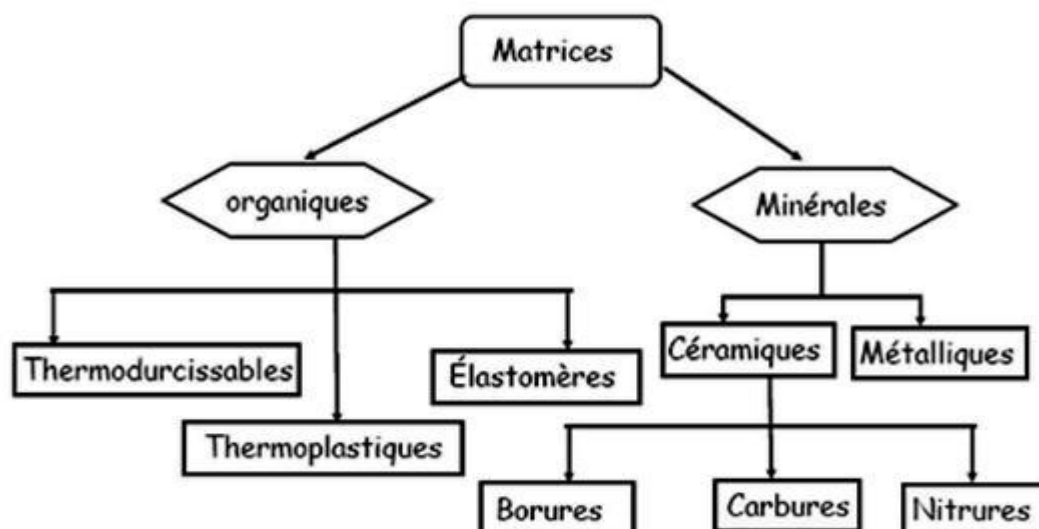 Matrices
organiques
Minérales
Thermodurcissables
Thermoplastiques
Élastomères
Céramiques
Métalliques
Borures
Carbures
Nitrures